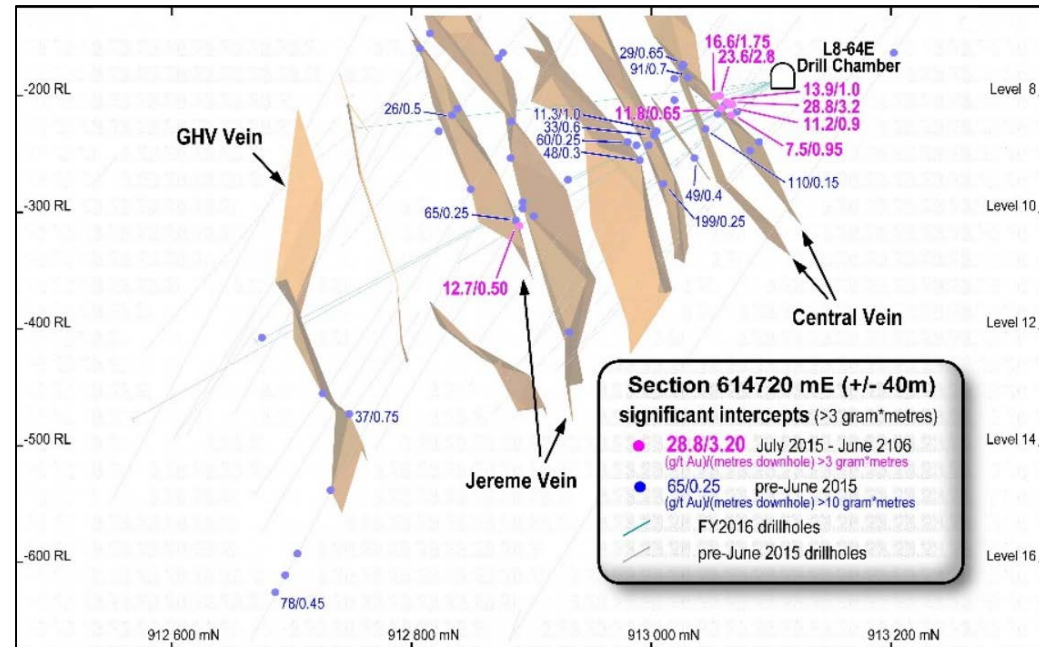 16.6/1.75
23.6/2.8
29/0.65
91/0.7
L8-64E
Drill Chamber
-200 RL
Level 8
13.9/1.0
28.8/3.2
11.2/0.9
7.5/0.95
11.8/0.65
26/0.5
11.3/1.0
33/0.6
60/0.25
48/0.3
GHV Vein
110/0.15
49/0.4
199/0.25
-300 RL
Level 10
65/0.25
12.7/0.50
-400 RL
Level 12
Central Vein
Section 614720 mE (+/- 40m)
significant intercepts (>3 gram*metres)
28.8/3.20 July 2015 - June 2106
(g/t Au)/(metres downhole) >3 gram*metres
65/0.25 pre-June 2015
(g/t Au)/(metres downhole) >10 gram*metres
FY2016 drillholes
pre-June 2015 drillholes
37/0.75
-500 RL
Level 14
Jereme Vein
-600 RL
Level 16
78/0.45
912 600 mN
912 800 mN
913 000 mN
913 200 mN